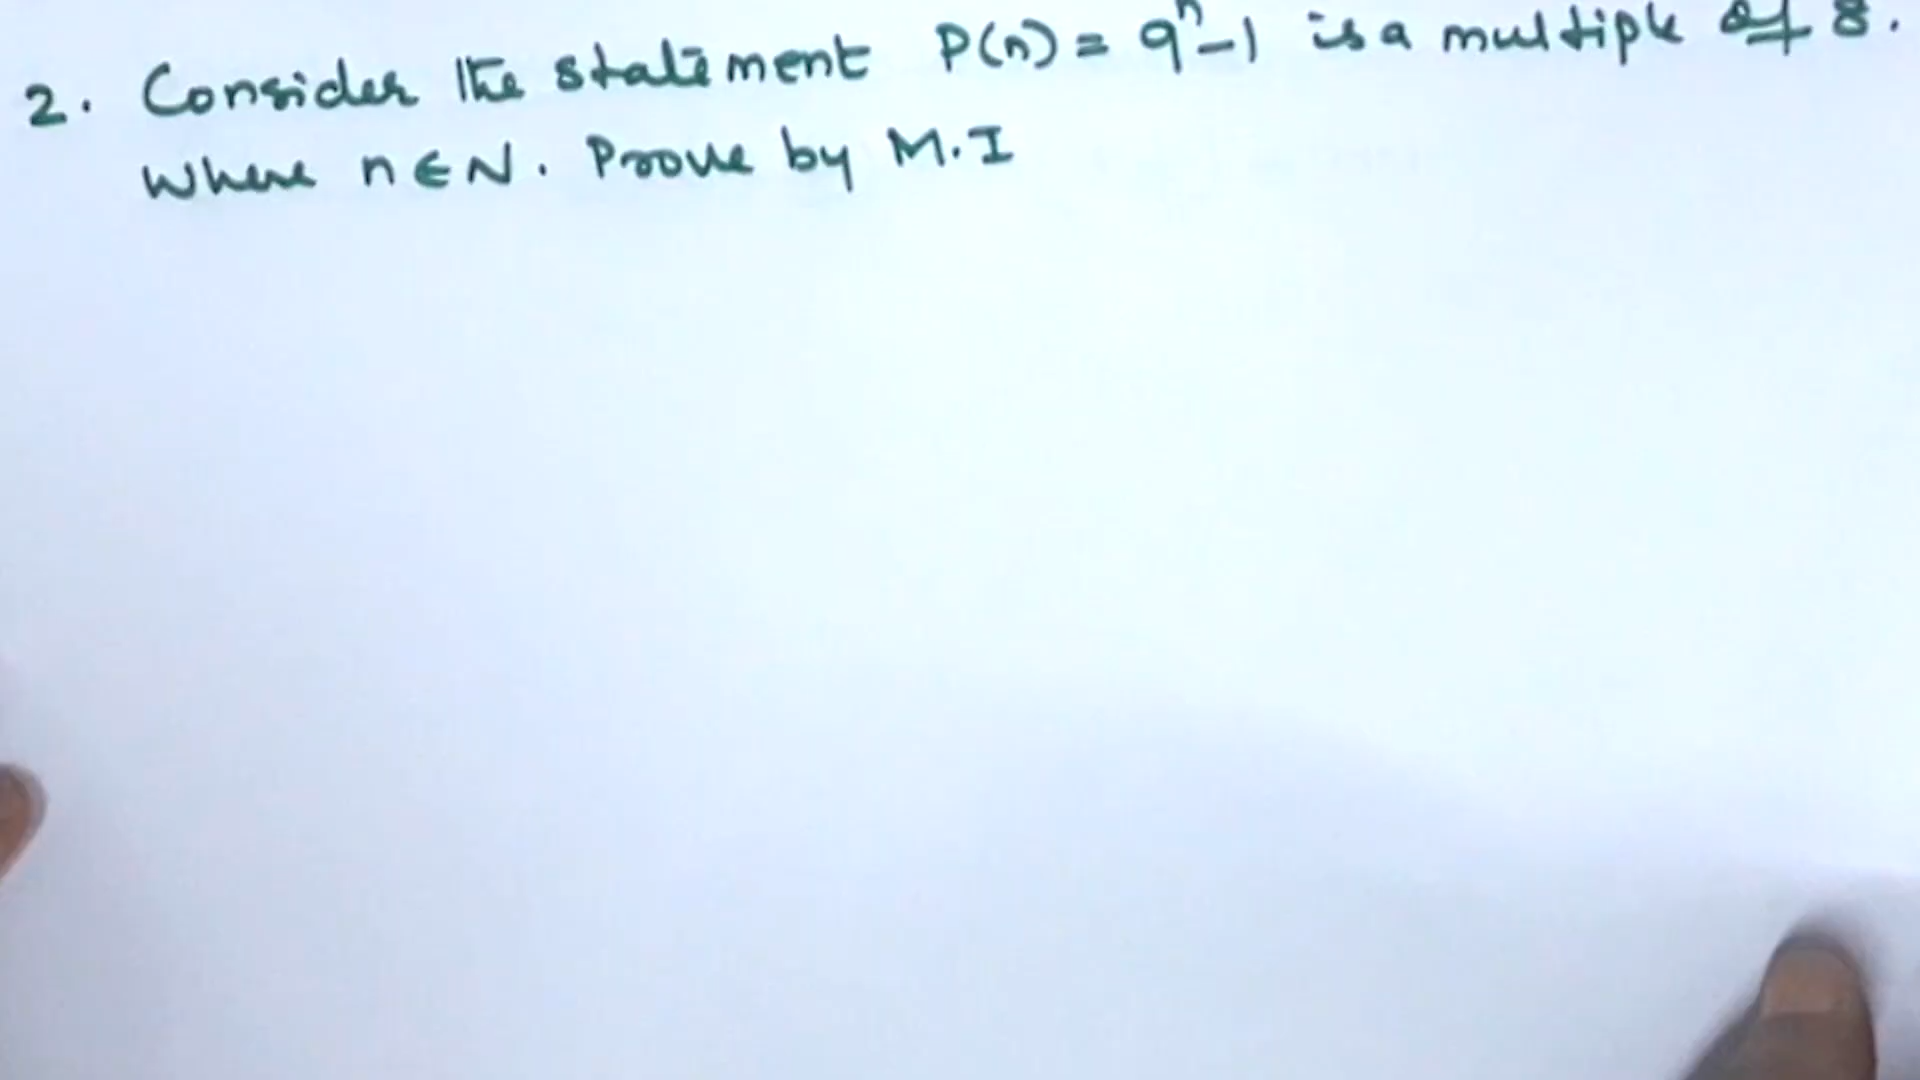 2. Consider the statement P(n) = 9ⁿ-1 is a multiple of 8.
Where n∈N. Prove by M.I